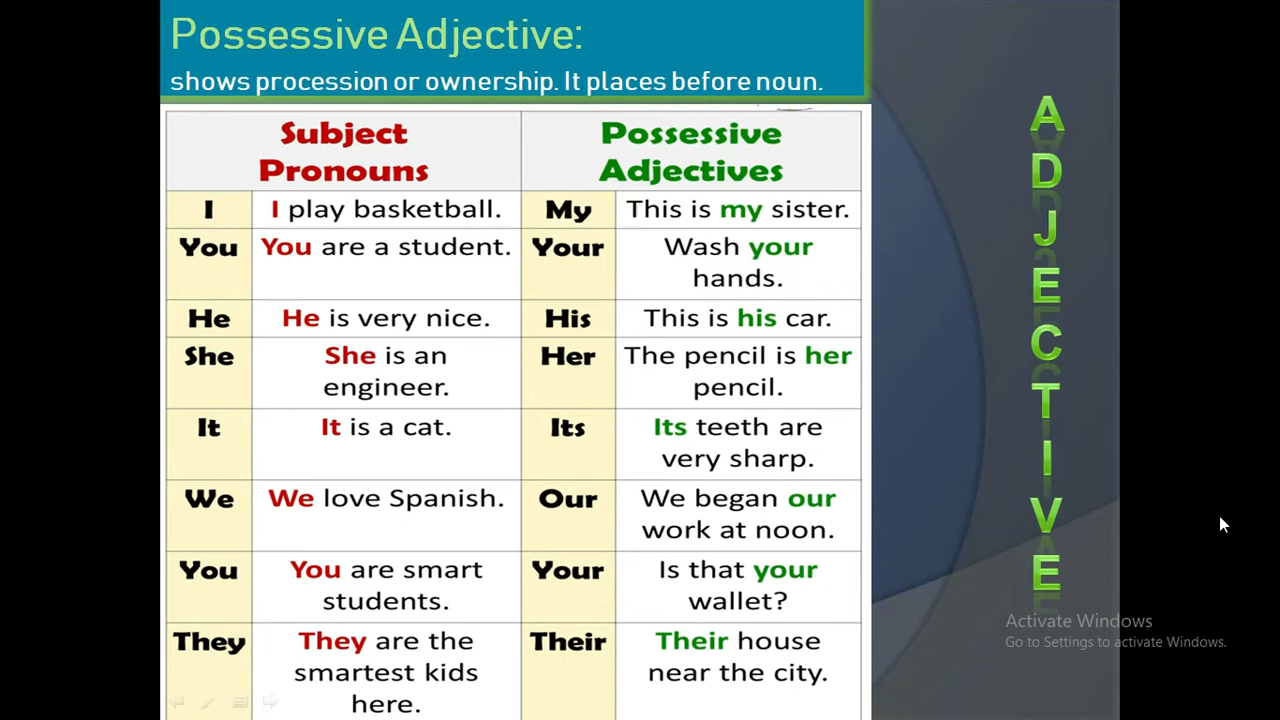 Possessive Adjective:
shows procession or ownership. It places before noun.
Subject Pronouns
Possessive Adjectives
I
I play basketball.
My
This is my sister.
You
You are a student.
Your
Wash your
hands.
He
He is very nice.
His
This is his car.
She
She is an
engineer.
Her
The pencil is her
pencil.
It
It is a cat.
Its
Its teeth are
very sharp.
We
We love Spanish.
Our
We began our
work at noon.
You
You are smart
students.
Your
Is that your
wallet?
They
They are the
smartest kids
here.
Their
Their house
near the city.
ADJECTIVE
Activate Windows
Go to Settings to activate Windows.